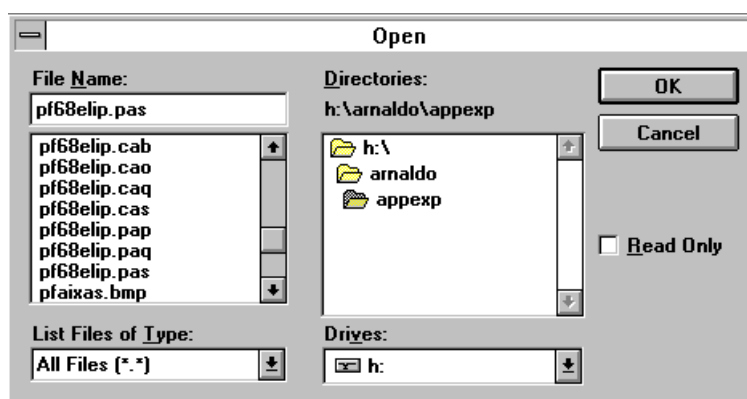 Open
File Name:
pf68elip.pas
pf68elip.cab
pf68elip.cao
pf68elip.caq
pf68elip.cas
pf68elip.pap
pf68elip.paq
pf68elip.pas
pfaixas.bmp
List Files of Type:
All Files (*.*)
Directories:
h:\arnaldo\appexp
h:\
arnaldo
appexp
Drives:
h:
OK
Cancel
Read Only